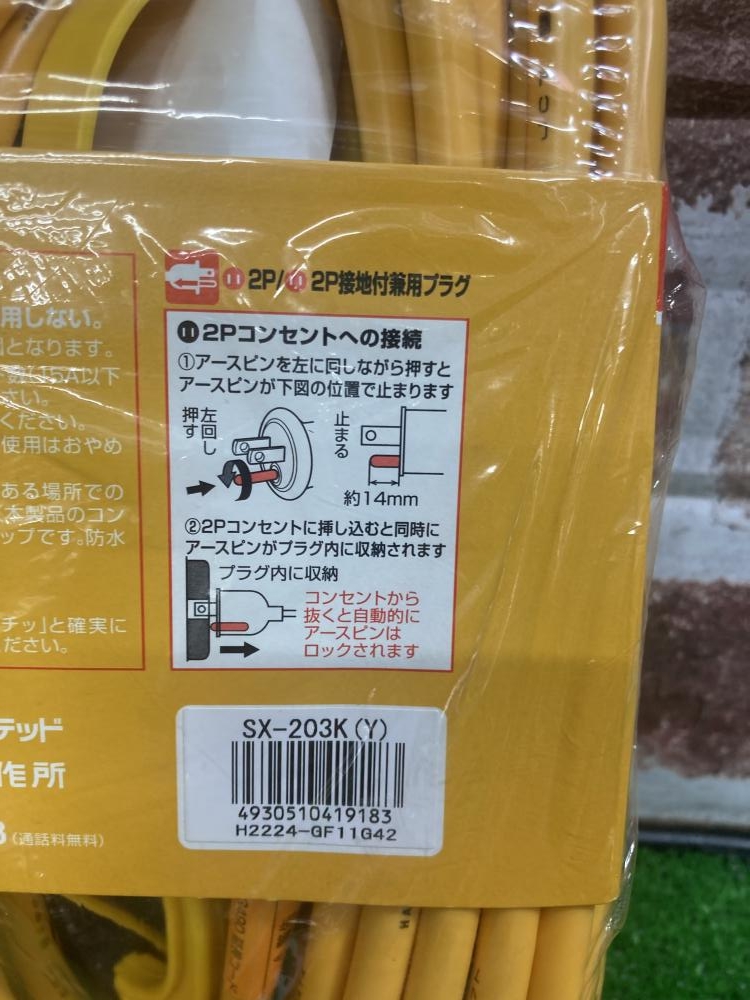 2P/ 2P接地付兼用プラグ
2Pコンセントへの接続
①アースピンを左に回しながら押すと
アースピンが下図の位置で止まります
左回し
押す
止まる
約14mm
②2Pコンセントに挿し込むと同時に
アースピンがプラグ内に収納されます
プラグ内に収納
コンセントから
抜くと自動的に
アースピンは
ロックされます
用しない。
となります。
15A以下
さい。
ください。
使用はおやめ
ある場所での
本製品のコン
ップです。防水
チッ」と確実に
ださい。
テッド
作所
(通話料無料)
SX-203K(Y)
4930510419183
H2224-GF11G42